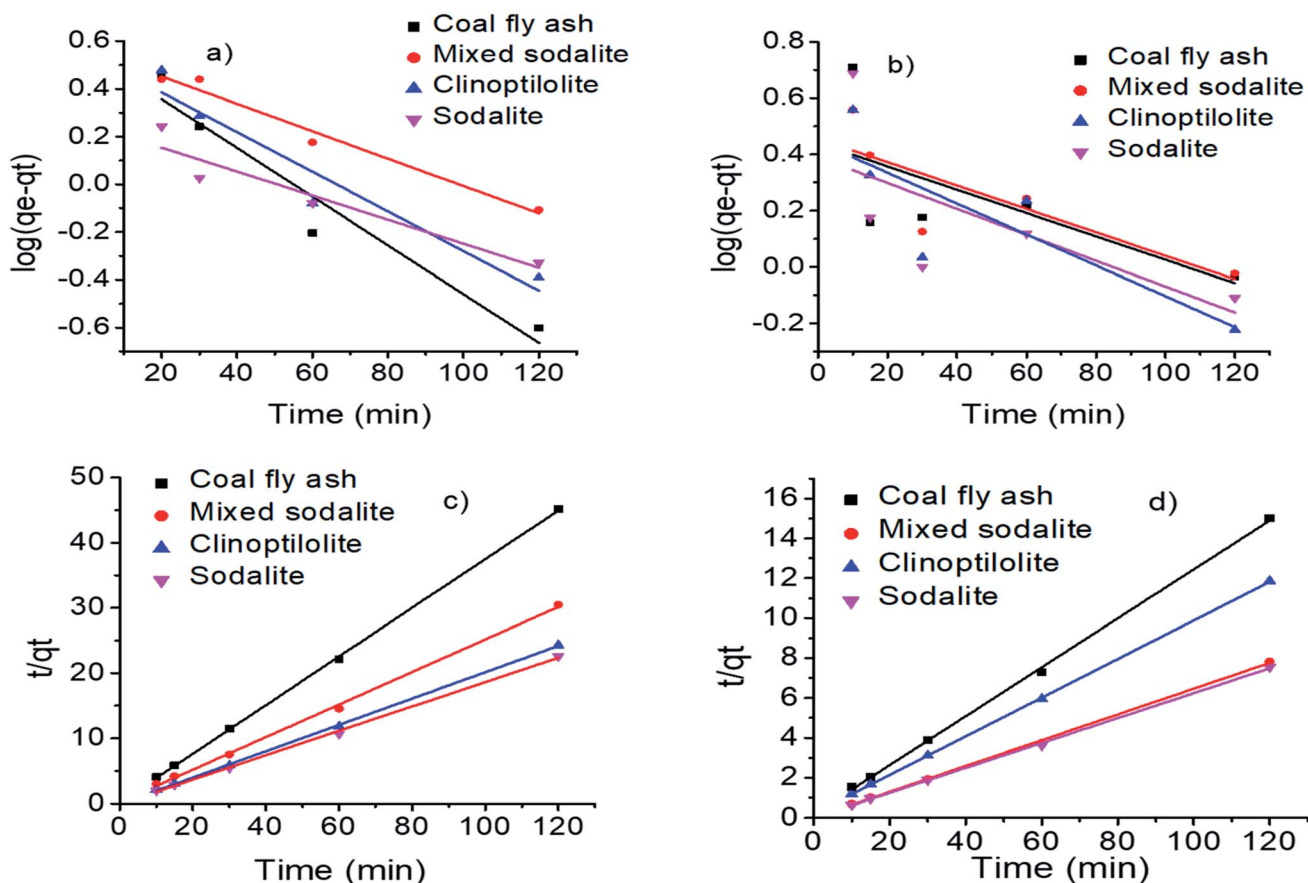 a)
Coal fly ash
Mixed sodalite
Clinoptilolite
Sodalite
log(qe-qt)
0.6
0.4
0.2
0.0
-0.2
-0.4
-0.6
20 40 60 80 100 120
Time (min)
b)
Coal fly ash
Mixed sodalite
Clinoptilolite
Sodalite
log(qe-qt)
0.8
0.6
0.4
0.2
0.0
-0.2
0 20 40 60 80 100 120
Time (min)
c)
Coal fly ash
Mixed sodalite
Clinoptilolite
Sodalite
t/qt
50
40
30
20
10
0
0 20 40 60 80 100 120
Time (min)
d)
Coal fly ash
Mixed sodalite
Clinoptilolite
Sodalite
t/qt
16
14
12
10
8
6
4
2
0
0 20 40 60 80 100 120
Time (min)